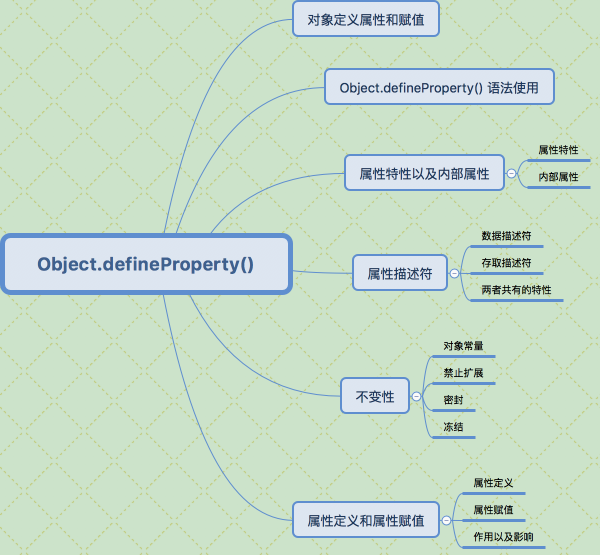 对象定义属性和赋值
Object.defineProperty() 语法使用
属性特性以及内部属性
属性特性
内部属性
Object.defineProperty()
属性描述符
数据描述符
存取描述符
两者共有的特性
不变性
对象常量
禁止扩展
密封
冻结
属性定义和属性赋值
属性定义
属性赋值
作用以及影响